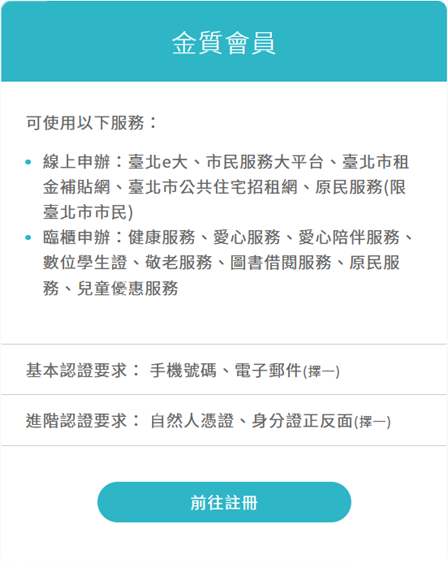 金質會員
可使用以下服務：
線上申辦：臺北e大、市民服務大平台、臺北市租
金補貼網、臺北市公共住宅招租網、原民服務(限
臺北市市民)
臨櫃申辦：健康服務、愛心服務、愛心陪伴服務、
數位學生證、敬老服務、圖書借閱服務、原民服
務、兒童優惠服務
基本認證要求： 手機號碼、電子郵件(擇一)
進階認證要求： 自然人憑證、身分證正反面(擇一)
前往註冊